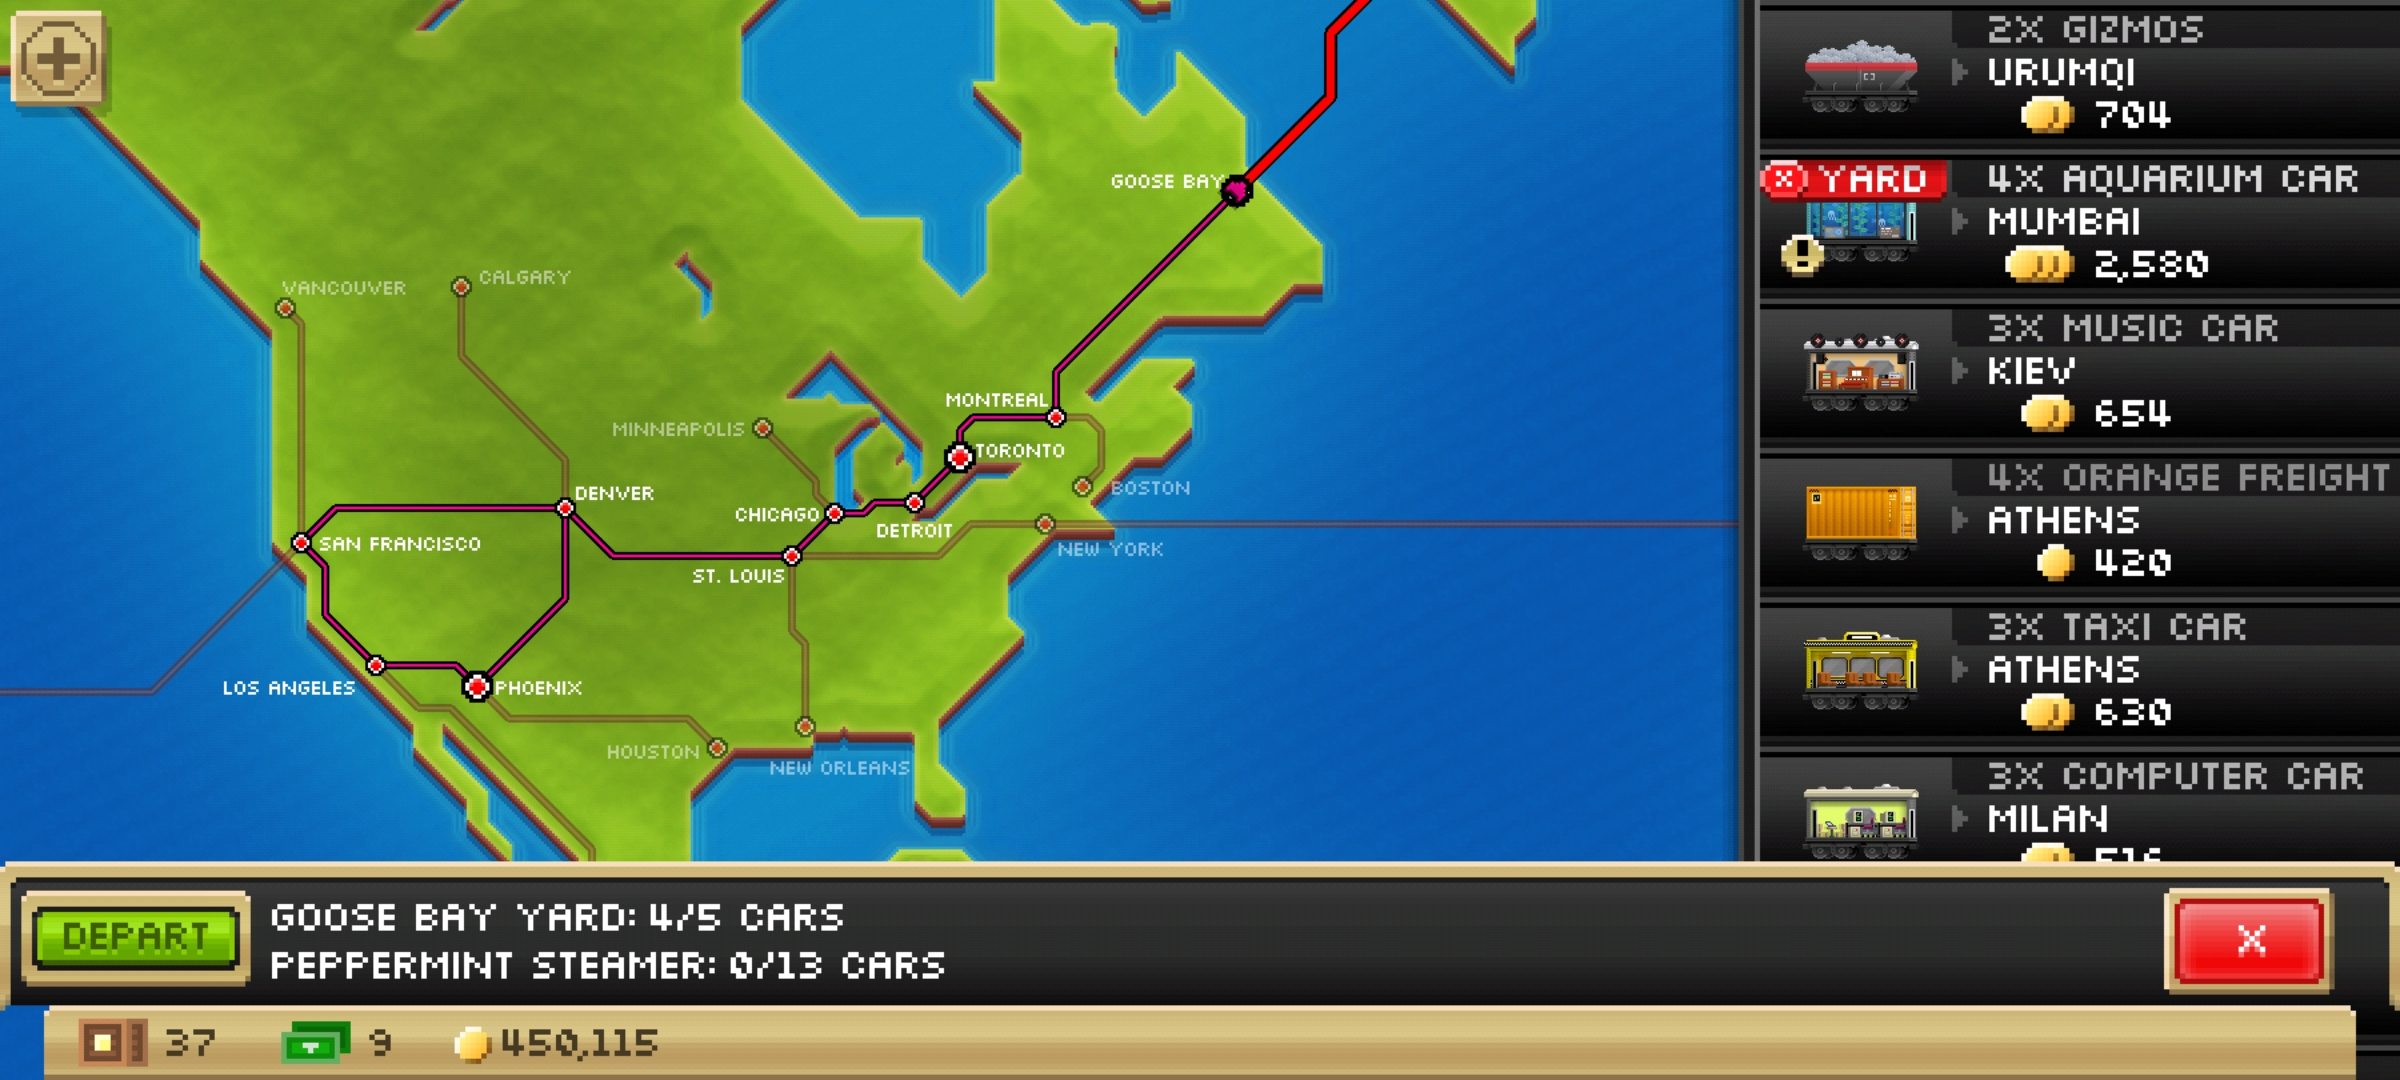 GOOSE BAY
VANCOUVER
CALGARY
MINNEAPOLIS
MONTREAL
TORONTO
BOSTON
DENVER
CHICAGO
DETROIT
NEW YORK
SAN FRANCISCO
ST. LOUIS
LOS ANGELES
PHOENIX
HOUSTON
NEW ORLEANS
2X GIZMOS
URUMQI
704
YARD
4X AQUARIUM CAR
MUMBAI
2,580
3X MUSIC CAR
KIEV
654
4X ORANGE FREIGHT
ATHENS
420
3X TAXI CAR
ATHENS
630
3X COMPUTER CAR
MILAN
DEPART
GOOSE BAY YARD: 4/5 CARS
PEPPERMINT STEAMER: 0/13 CARS
X
37
9
450,115